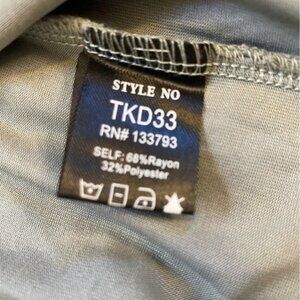 STYLE NO
TKD33
RN# 133793
SELF: 68%Rayon
32%Polyester